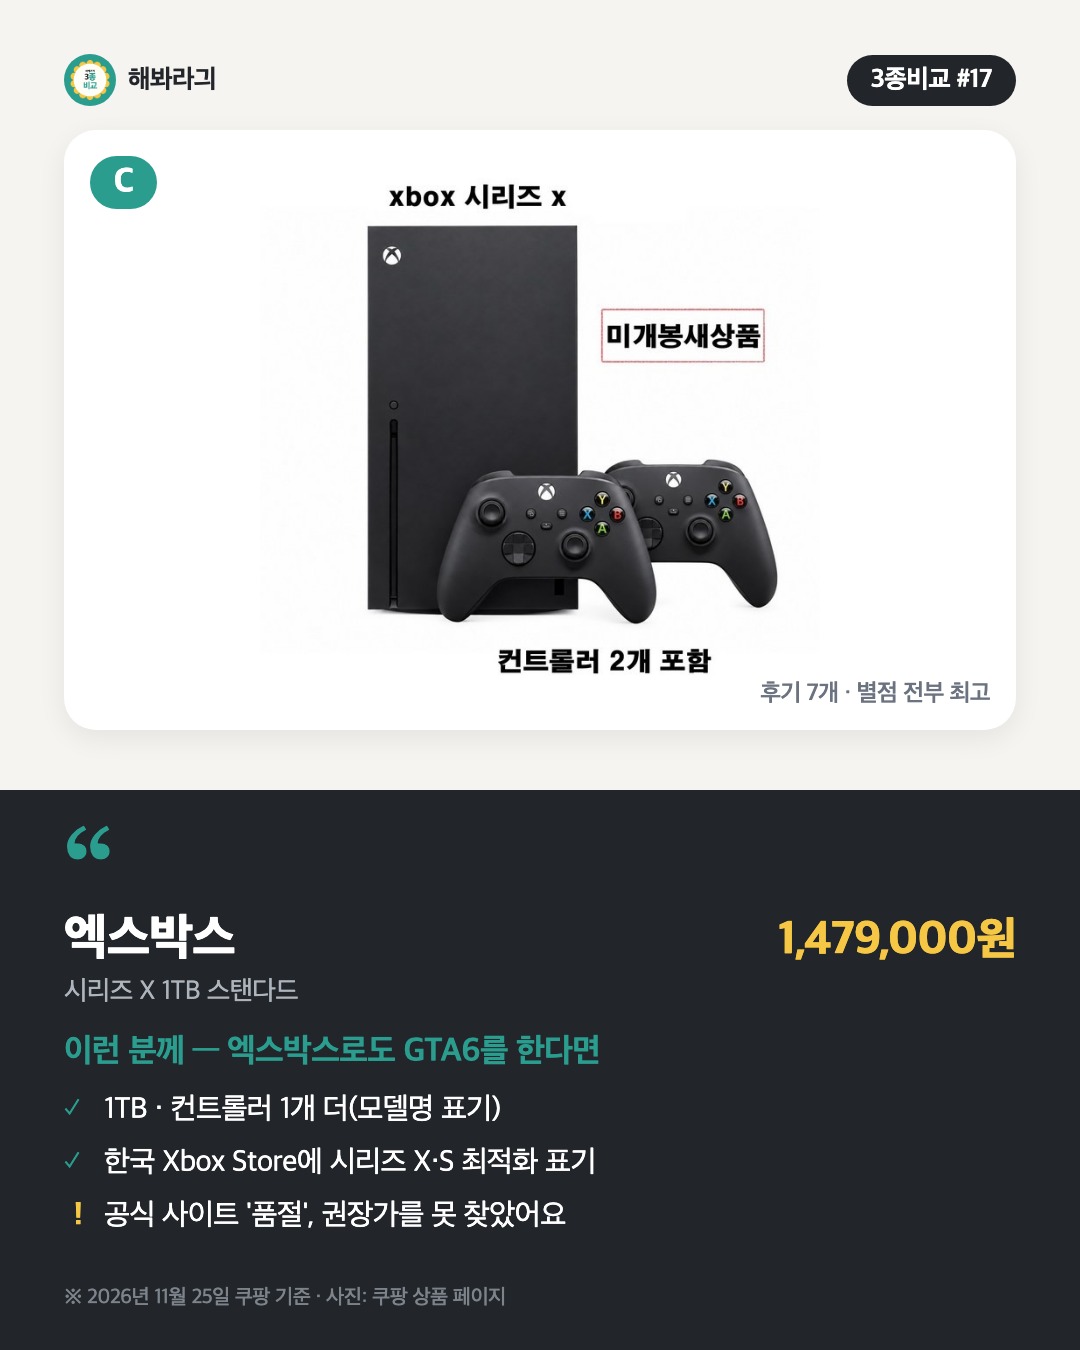 3종
비교
해봐라긔
3종비교 #17
C
xbox 시리즈 x
미개봉새상품
Y
X
B
A
Y
X
B
A
컨트롤러 2개 포함
후기 7개 · 별점 전부 최고
“
엑스박스
1,479,000원
시리즈 X 1TB 스탠다드
이런 분께 — 엑스박스로도 GTA6를 한다면
✓ 1TB · 컨트롤러 1개 더(모델명 표기)
✓ 한국 Xbox Store에 시리즈 X·S 최적화 표기
! 공식 사이트 '품절', 권장가를 못 찾았어요
※ 2026년 11월 25일 쿠팡 기준 · 사진: 쿠팡 상품 페이지